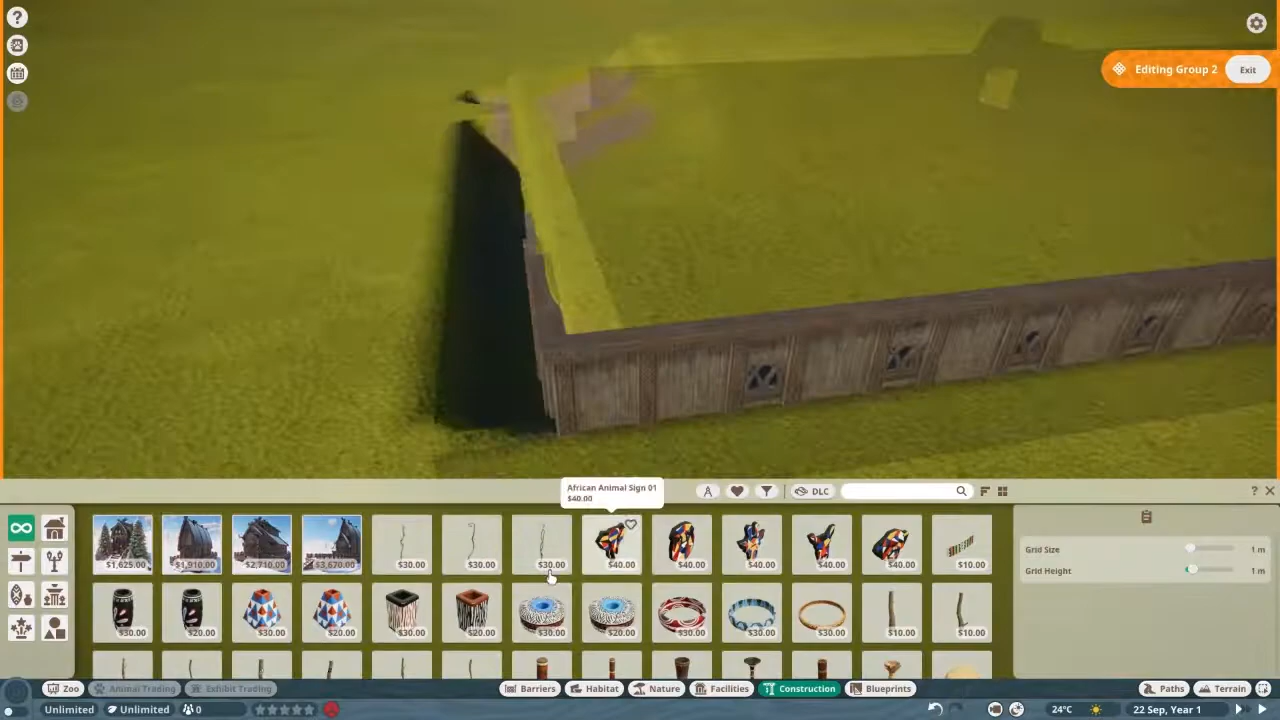 ?
Editing Group 2
Exit
African Animal Sign 01
$40.00
DLC
?
$1,625.00
$1,910.00
$2,710.00
$3,670.00
$30.00
$30.00
$30.00
$40.00
$40.00
$40.00
$40.00
$40.00
$10.00
Grid Size
1 m
Grid Height
1 m
$30.00
$20.00
$30.00
$20.00
$30.00
$20.00
$30.00
$20.00
$30.00
$30.00
$30.00
$10.00
$10.00
Zoo
Animal Trading
Exhibit Trading
Barriers
Habitat
Nature
Facilities
Construction
Blueprints
Paths
Terrain
Unlimited
Unlimited
0
24°C
22 Sep, Year 1